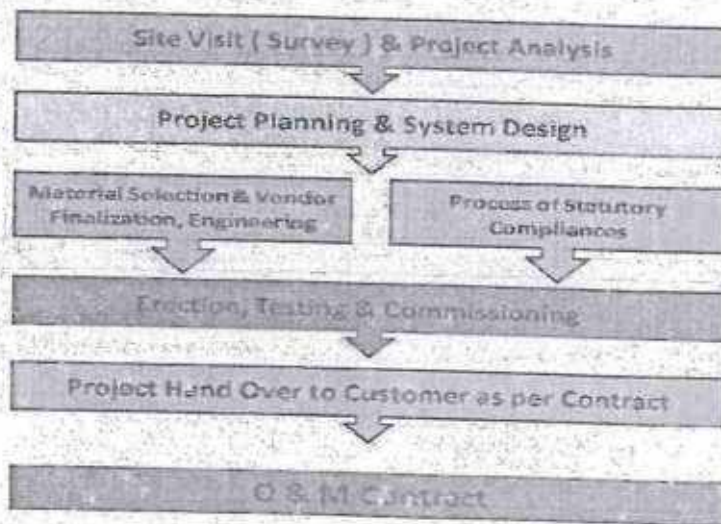 Site Visit ( Survey ) & Project Analysis
Project Planning & System Design
Material Selection & Vendor
Finalization, Engineering
Process of Statutory
Compliances
Erection, Testing & Commissioning
Project Hand Over to Customer as per Contract
O & M Contract